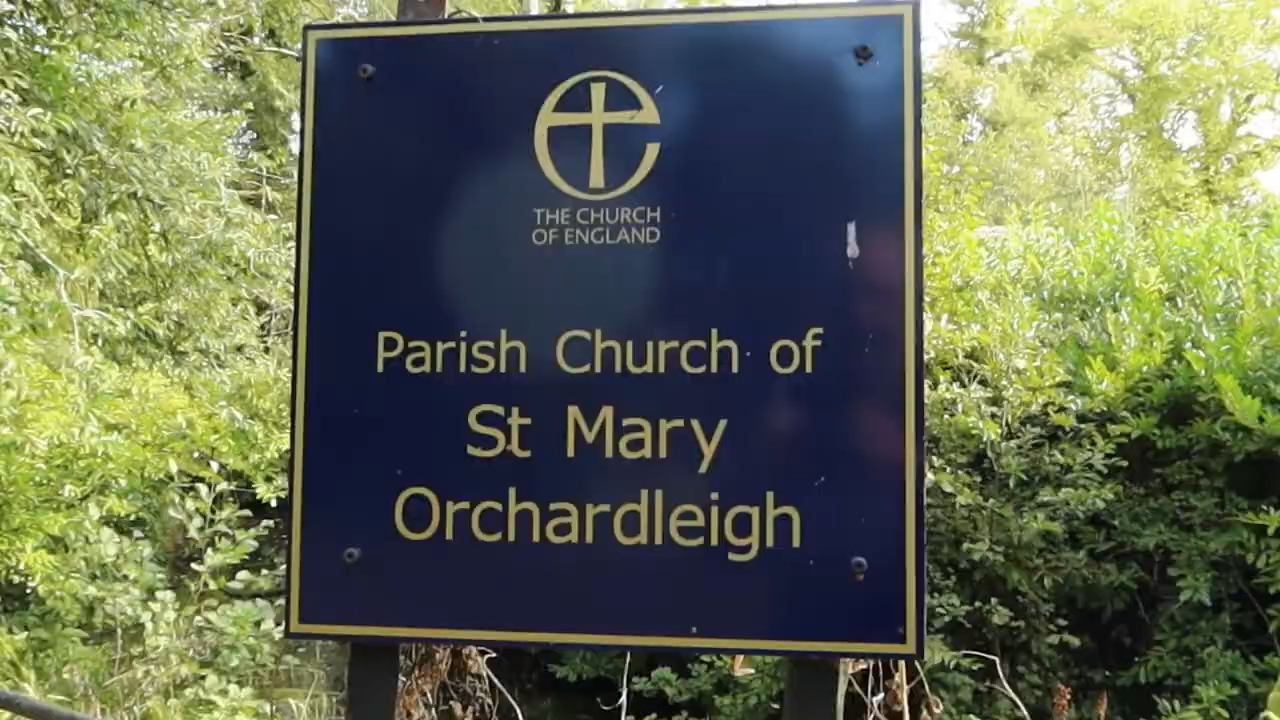 THE CHURCH
OF ENGLAND
Parish Church of
St Mary
Orchardleigh